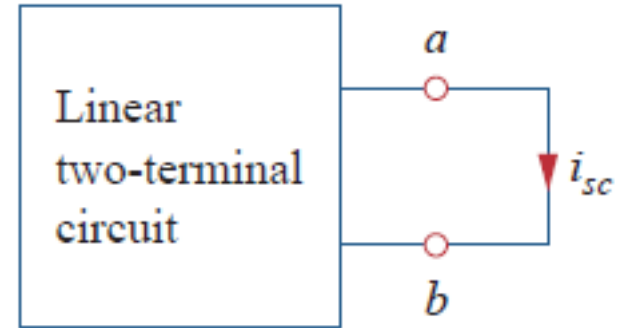 a
Linear
two-terminal
circuit
i_sc
b